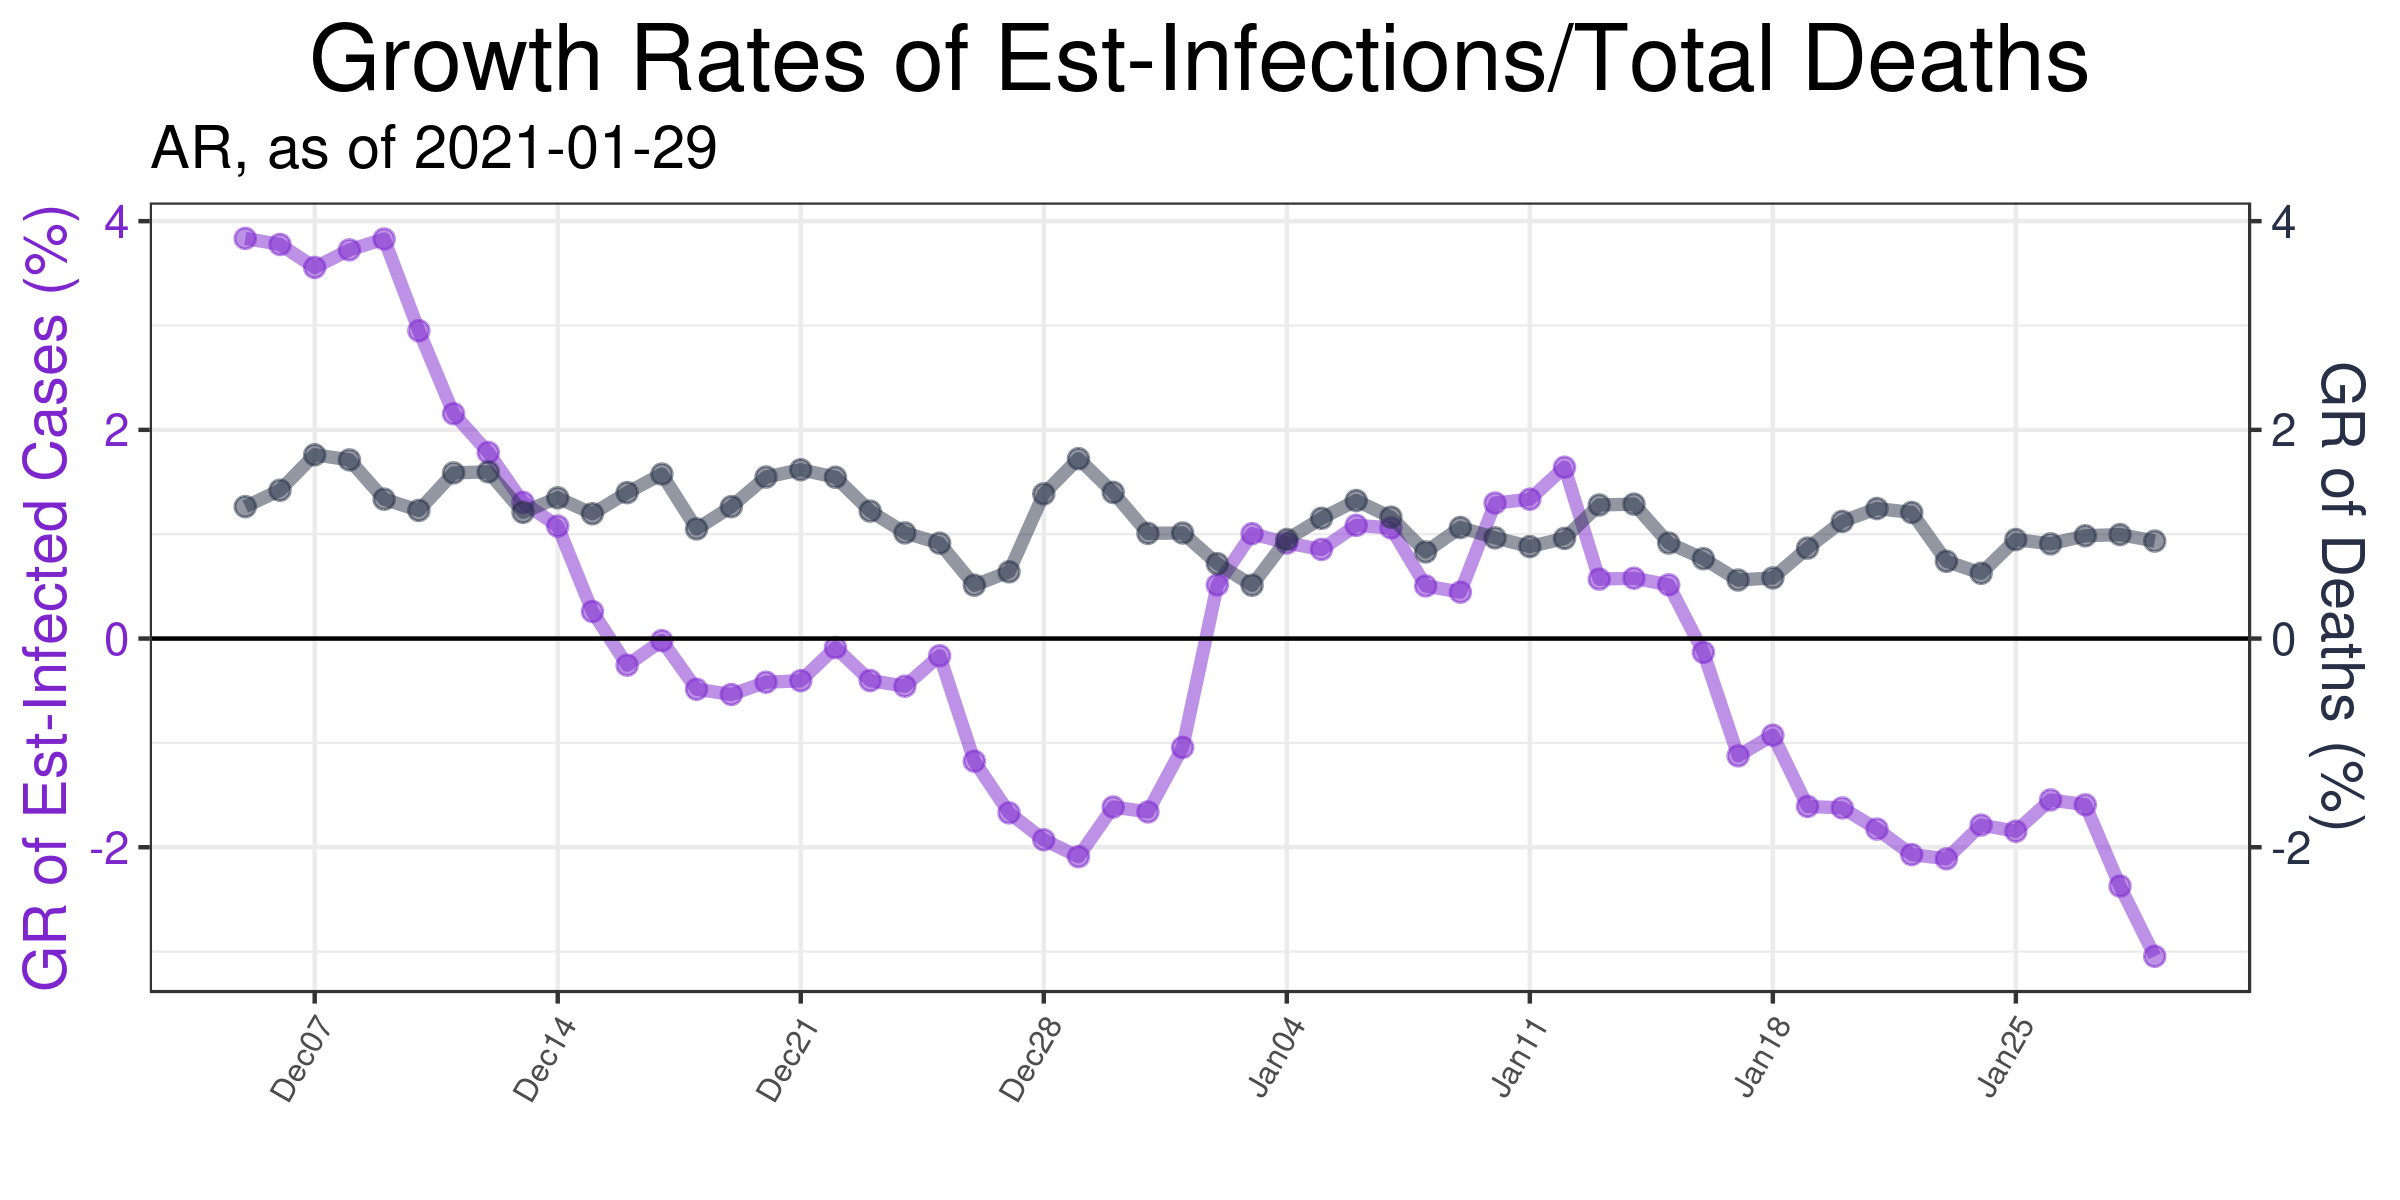 Growth Rates of Est-Infections/Total Deaths
AR, as of 2021-01-29
GR of Est-Infected Cases (%)
4
2
0
-2
4
2
0
-2
GR of Deaths (%)
Dec07
Dec14
Dec21
Dec28
Jan04
Jan11
Jan18
Jan25